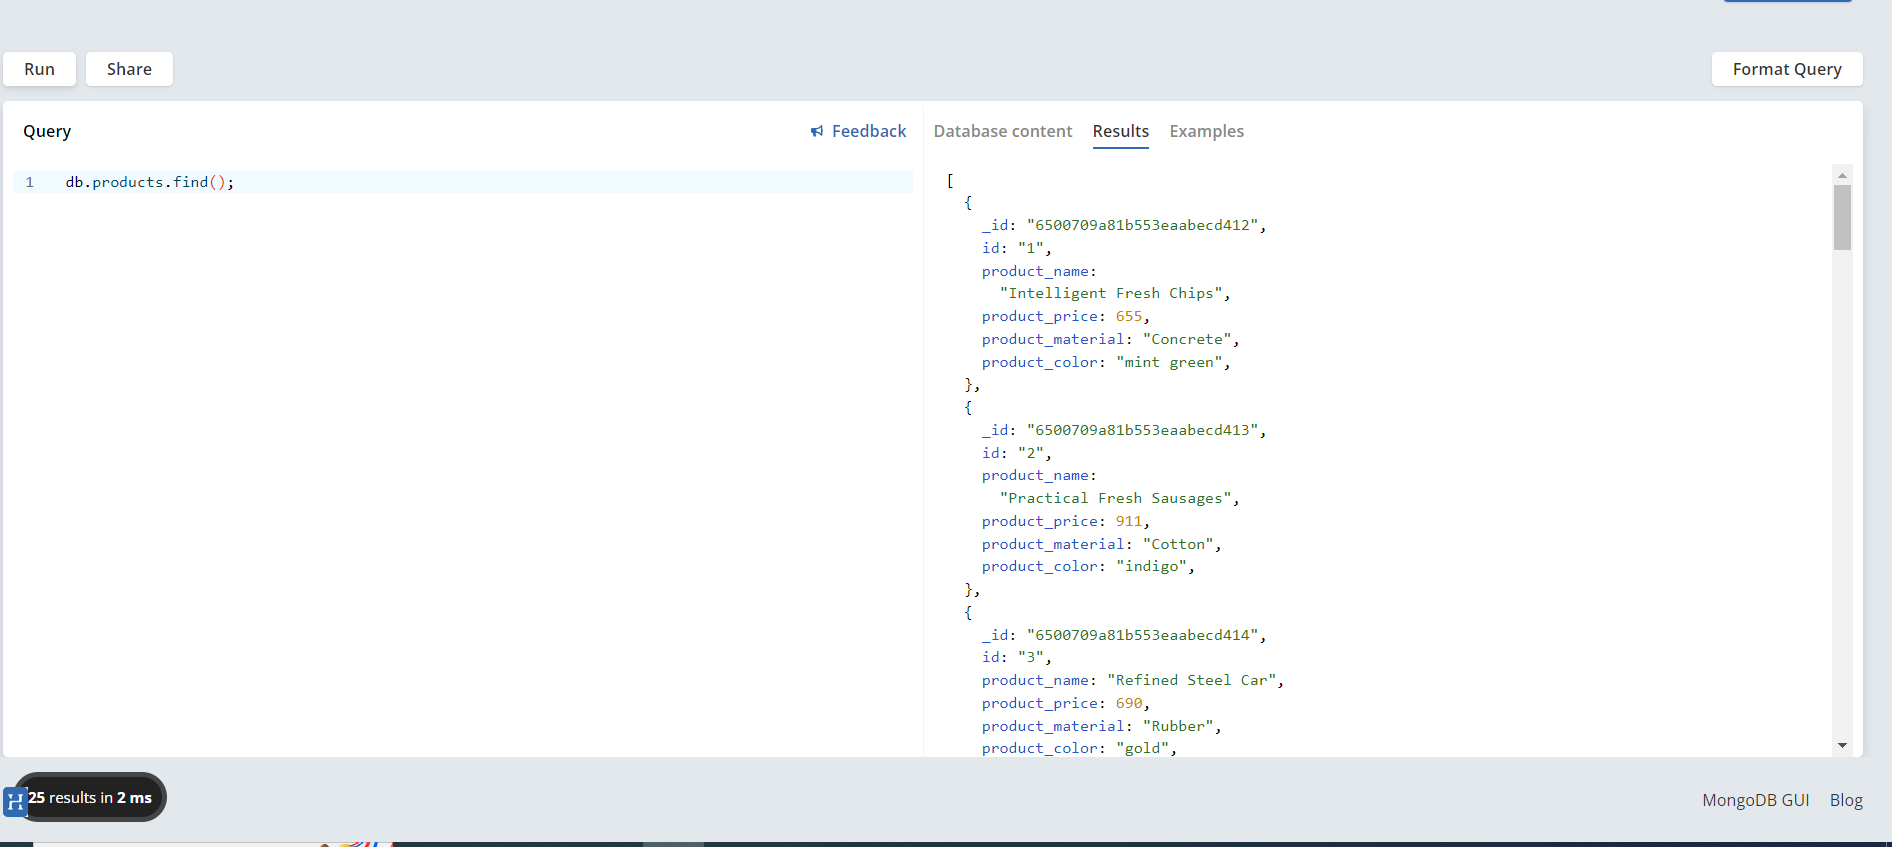 Run
Share
Format Query
Query
Feedback
Database content
Results
Examples
1 db.products.find();
[
{
_id: "6500709a81b553eaabecd412",
id: "1",
product_name:
"Intelligent Fresh Chips",
product_price: 655,
product_material: "Concrete",
product_color: "mint green",
},
{
_id: "6500709a81b553eaabecd413",
id: "2",
product_name:
"Practical Fresh Sausages",
product_price: 911,
product_material: "Cotton",
product_color: "indigo",
},
{
_id: "6500709a81b553eaabecd414",
id: "3",
product_name: "Refined Steel Car",
product_price: 690,
product_material: "Rubber",
product_color: "gold",
H
25 results in 2 ms
MongoDB GUI
Blog